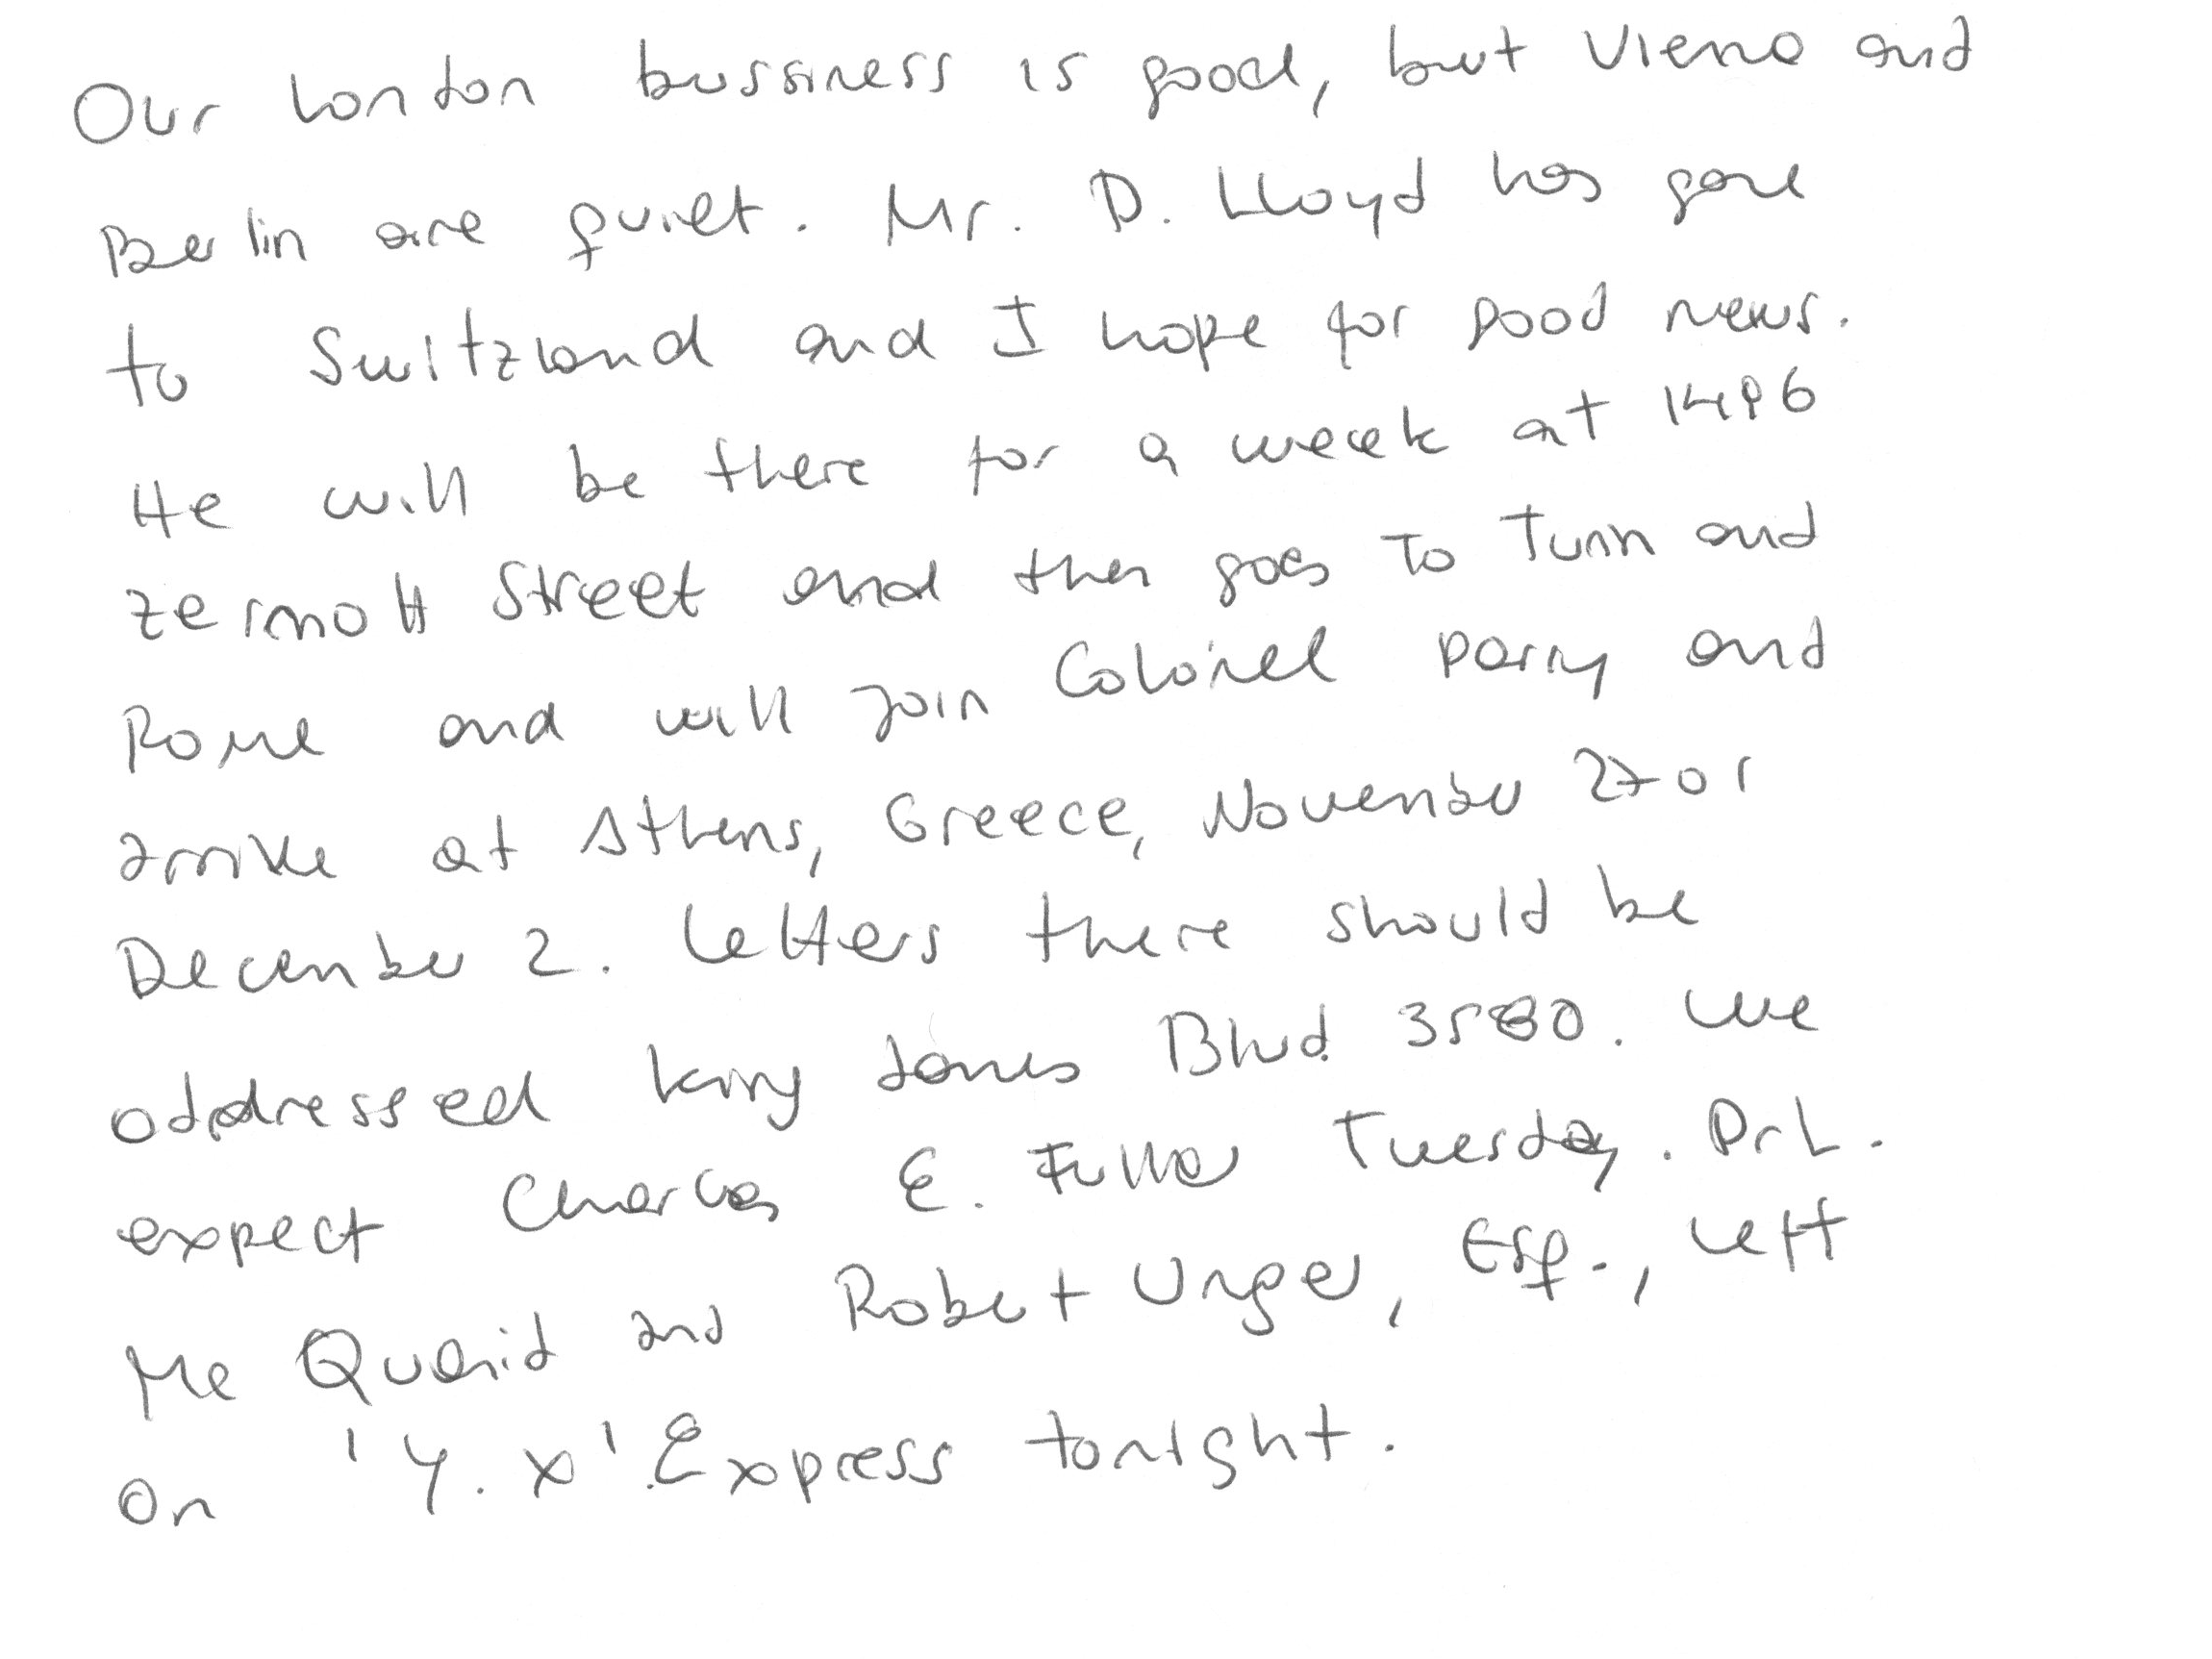 Our London bussiness is good, but Viena and
Berlin are quiet. Mr. D. Lloyd has gone
to Switzland and I hope for good news.
He will be there for a week at 1496
Zermott Street and then goes to Turin and
Rome and will join Colonel Parry and
arrive at Athens, Greece, November 27 or
December 2. Letters there should be
addressed King James Blvd. 3580. We
expect Charles E. Fuller Tuesday. Dr L.
Mc Quaid and Robert Unger, Esq., left
on 'Y. X' Express tonight.